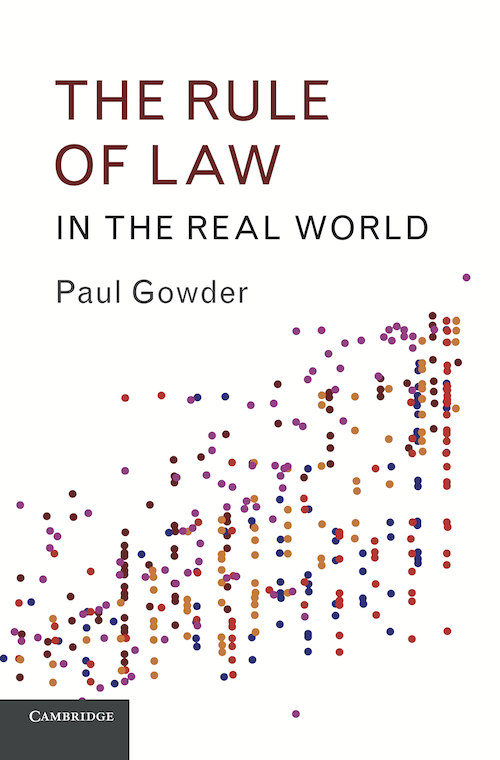 THE RULE
OF LAW
IN THE REAL WORLD
Paul Gowder
CAMBRIDGE